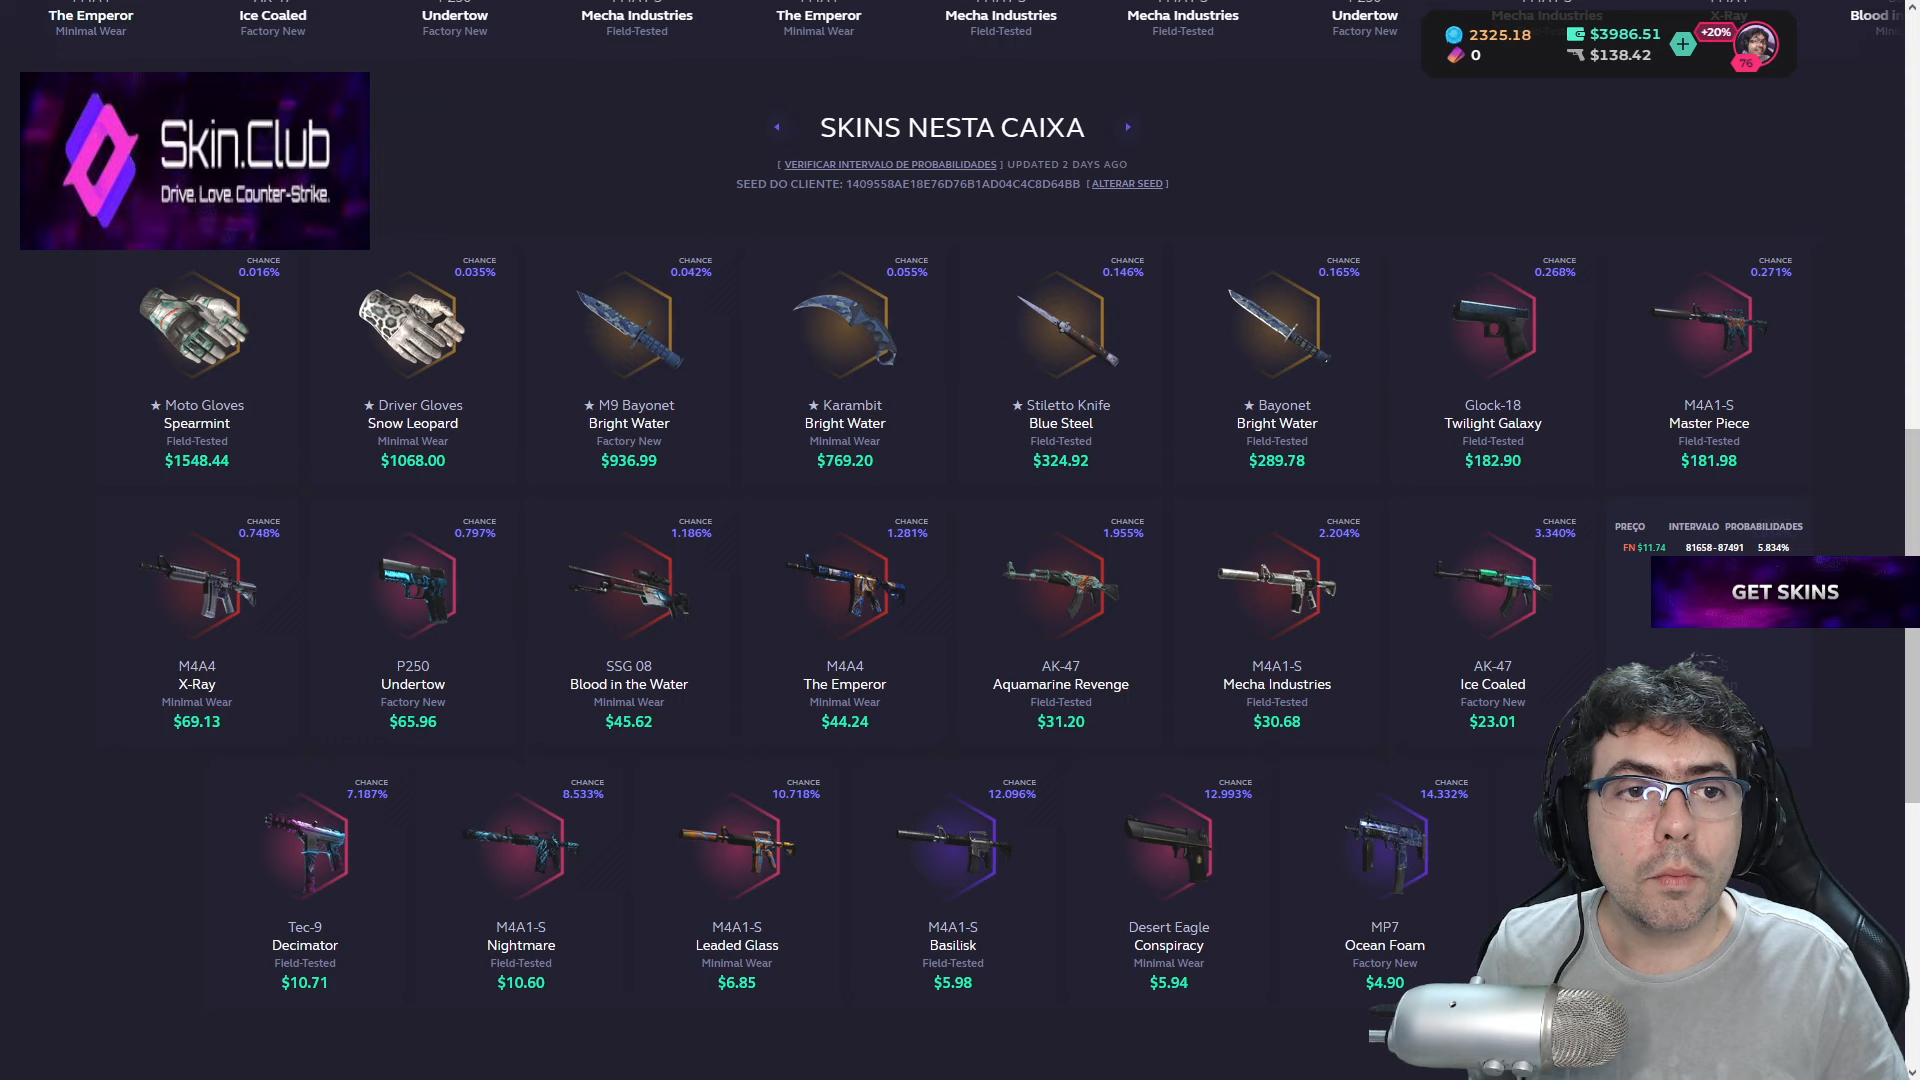 The Emperor
Minimal Wear
Ice Coaled
Factory New
Undertow
Factory New
Mecha Industries
Field-Tested
The Emperor
Minimal Wear
Mecha Industries
Field-Tested
Mecha Industries
Field-Tested
Undertow
Factory New
Mecha Industries
X-Ray
Blood in
2325.18
$3986.51
0
$138.42
+20%
76
Skin.Club
Drive. Love. Counter-Strike.
SKINS NESTA CAIXA
[ VERIFICAR INTERVALO DE PROBABILIDADES ] UPDATED 2 DAYS AGO
SEED DO CLIENTE: 1409558AE18E76D76B1AD04C4C8D64BB [ ALTERAR SEED ]
CHANCE
0.016%
★ Moto Gloves
Spearmint
Field-Tested
$1548.44
CHANCE
0.035%
★ Driver Gloves
Snow Leopard
Minimal Wear
$1068.00
CHANCE
0.042%
★ M9 Bayonet
Bright Water
Factory New
$936.99
CHANCE
0.055%
★ Karambit
Bright Water
Minimal Wear
$769.20
CHANCE
0.146%
★ Stiletto Knife
Blue Steel
Field-Tested
$324.92
CHANCE
0.165%
★ Bayonet
Bright Water
Field-Tested
$289.78
CHANCE
0.268%
Glock-18
Twilight Galaxy
Field-Tested
$182.90
CHANCE
0.271%
M4A1-S
Master Piece
Field-Tested
$181.98
CHANCE
0.748%
M4A4
X-Ray
Minimal Wear
$69.13
CHANCE
0.797%
P250
Undertow
Factory New
$65.96
CHANCE
1.186%
SSG 08
Blood in the Water
Minimal Wear
$45.62
CHANCE
1.281%
M4A4
The Emperor
Minimal Wear
$44.24
CHANCE
1.955%
AK-47
Aquamarine Revenge
Field-Tested
$31.20
CHANCE
2.204%
M4A1-S
Mecha Industries
Field-Tested
$30.68
CHANCE
3.340%
AK-47
Ice Coaled
Factory New
$23.01
PREÇO INTERVALO PROBABILIDADES
FN $11.74 81658-87491 5.834%
GET SKINS
CHANCE
7.187%
Tec-9
Decimator
Field-Tested
$10.71
CHANCE
8.533%
M4A1-S
Nightmare
Field-Tested
$10.60
CHANCE
10.718%
M4A1-S
Leaded Glass
Minimal Wear
$6.85
CHANCE
12.096%
M4A1-S
Basilisk
Field-Tested
$5.98
CHANCE
12.993%
Desert Eagle
Conspiracy
Minimal Wear
$5.94
CHANCE
14.332%
MP7
Ocean Foam
Factory New
$4.90